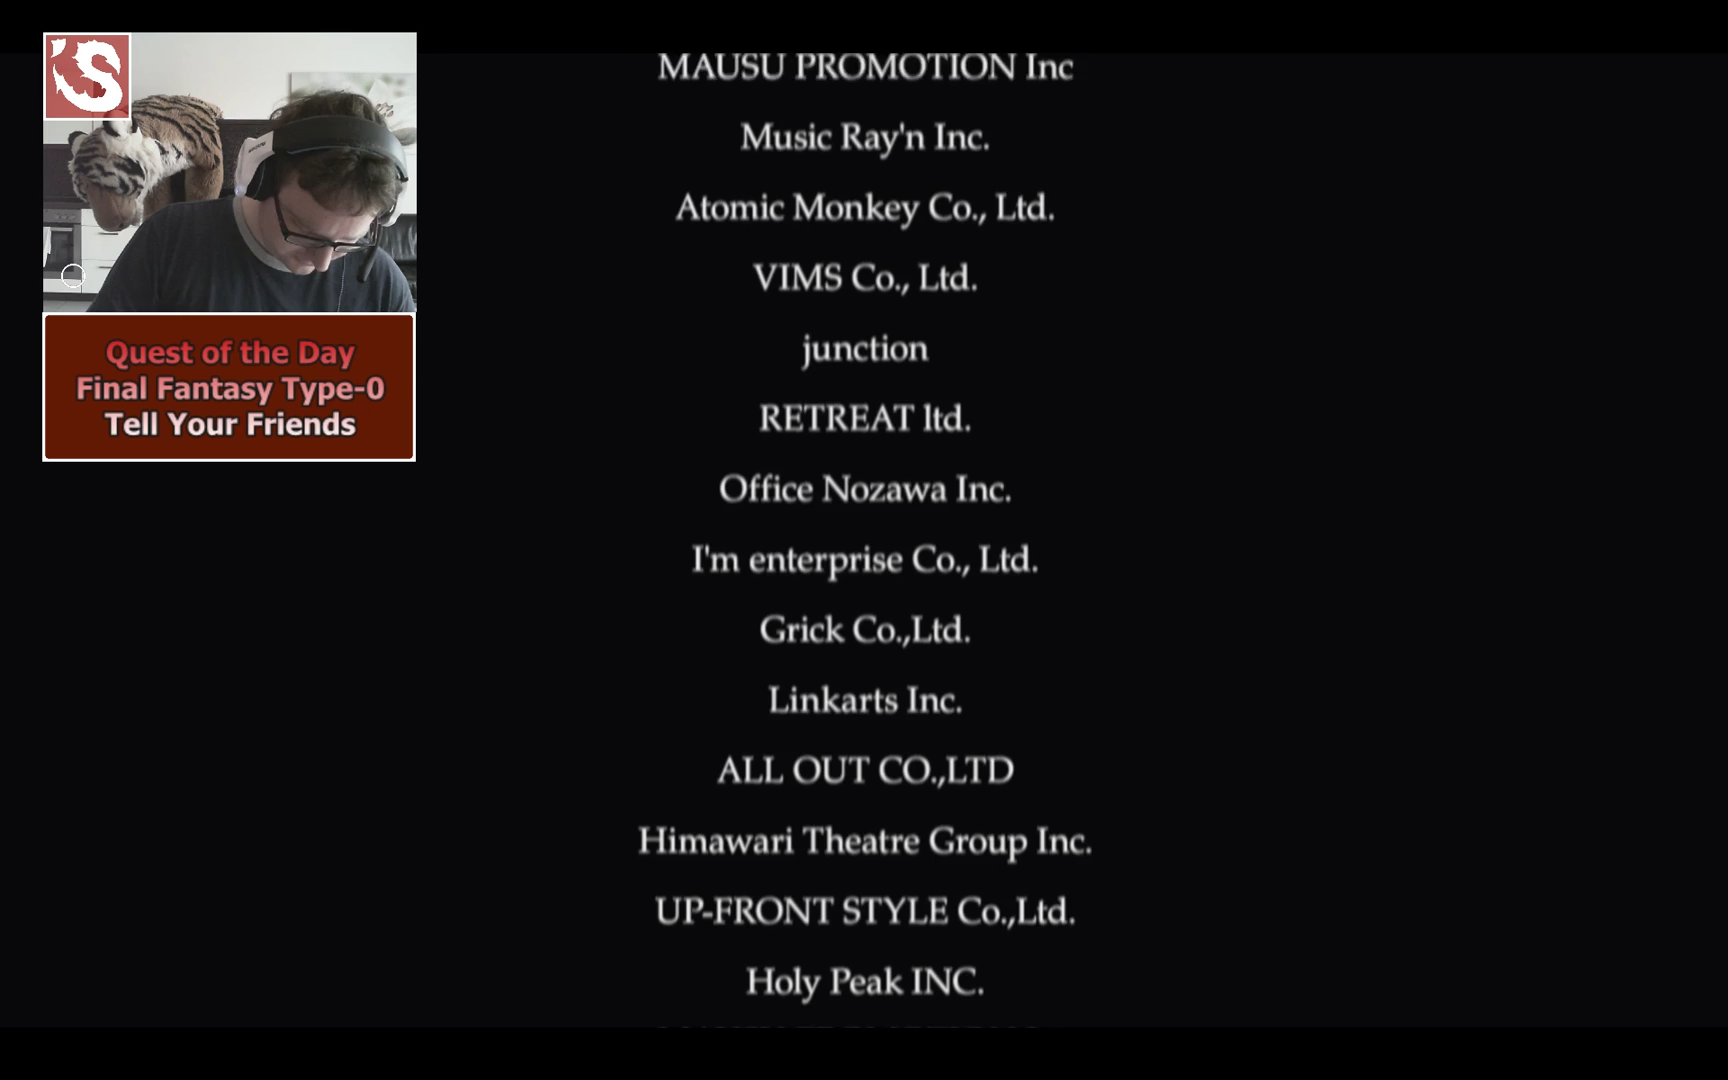 Quest of the Day
Final Fantasy Type-0
Tell Your Friends
MAUSU PROMOTION Inc
Music Ray'n Inc.
Atomic Monkey Co., Ltd.
VIMS Co., Ltd.
junction
RETREAT ltd.
Office Nozawa Inc.
I'm enterprise Co., Ltd.
Grick Co.,Ltd.
Linkarts Inc.
ALL OUT CO.,LTD
Himawari Theatre Group Inc.
UP-FRONT STYLE Co.,Ltd.
Holy Peak INC.